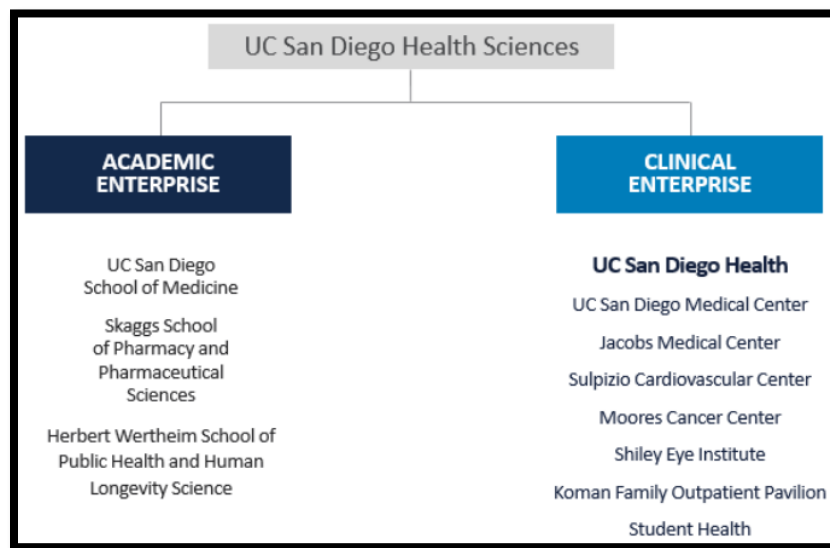 UC San Diego Health Sciences
ACADEMIC
ENTERPRISE
UC San Diego
School of Medicine
Skaggs School
of Pharmacy and
Pharmaceutical
Sciences
Herbert Wertheim School of
Public Health and Human
Longevity Science
CLINICAL
ENTERPRISE
UC San Diego Health
UC San Diego Medical Center
Jacobs Medical Center
Sulpizio Cardiovascular Center
Moores Cancer Center
Shiley Eye Institute
Koman Family Outpatient Pavilion
Student Health